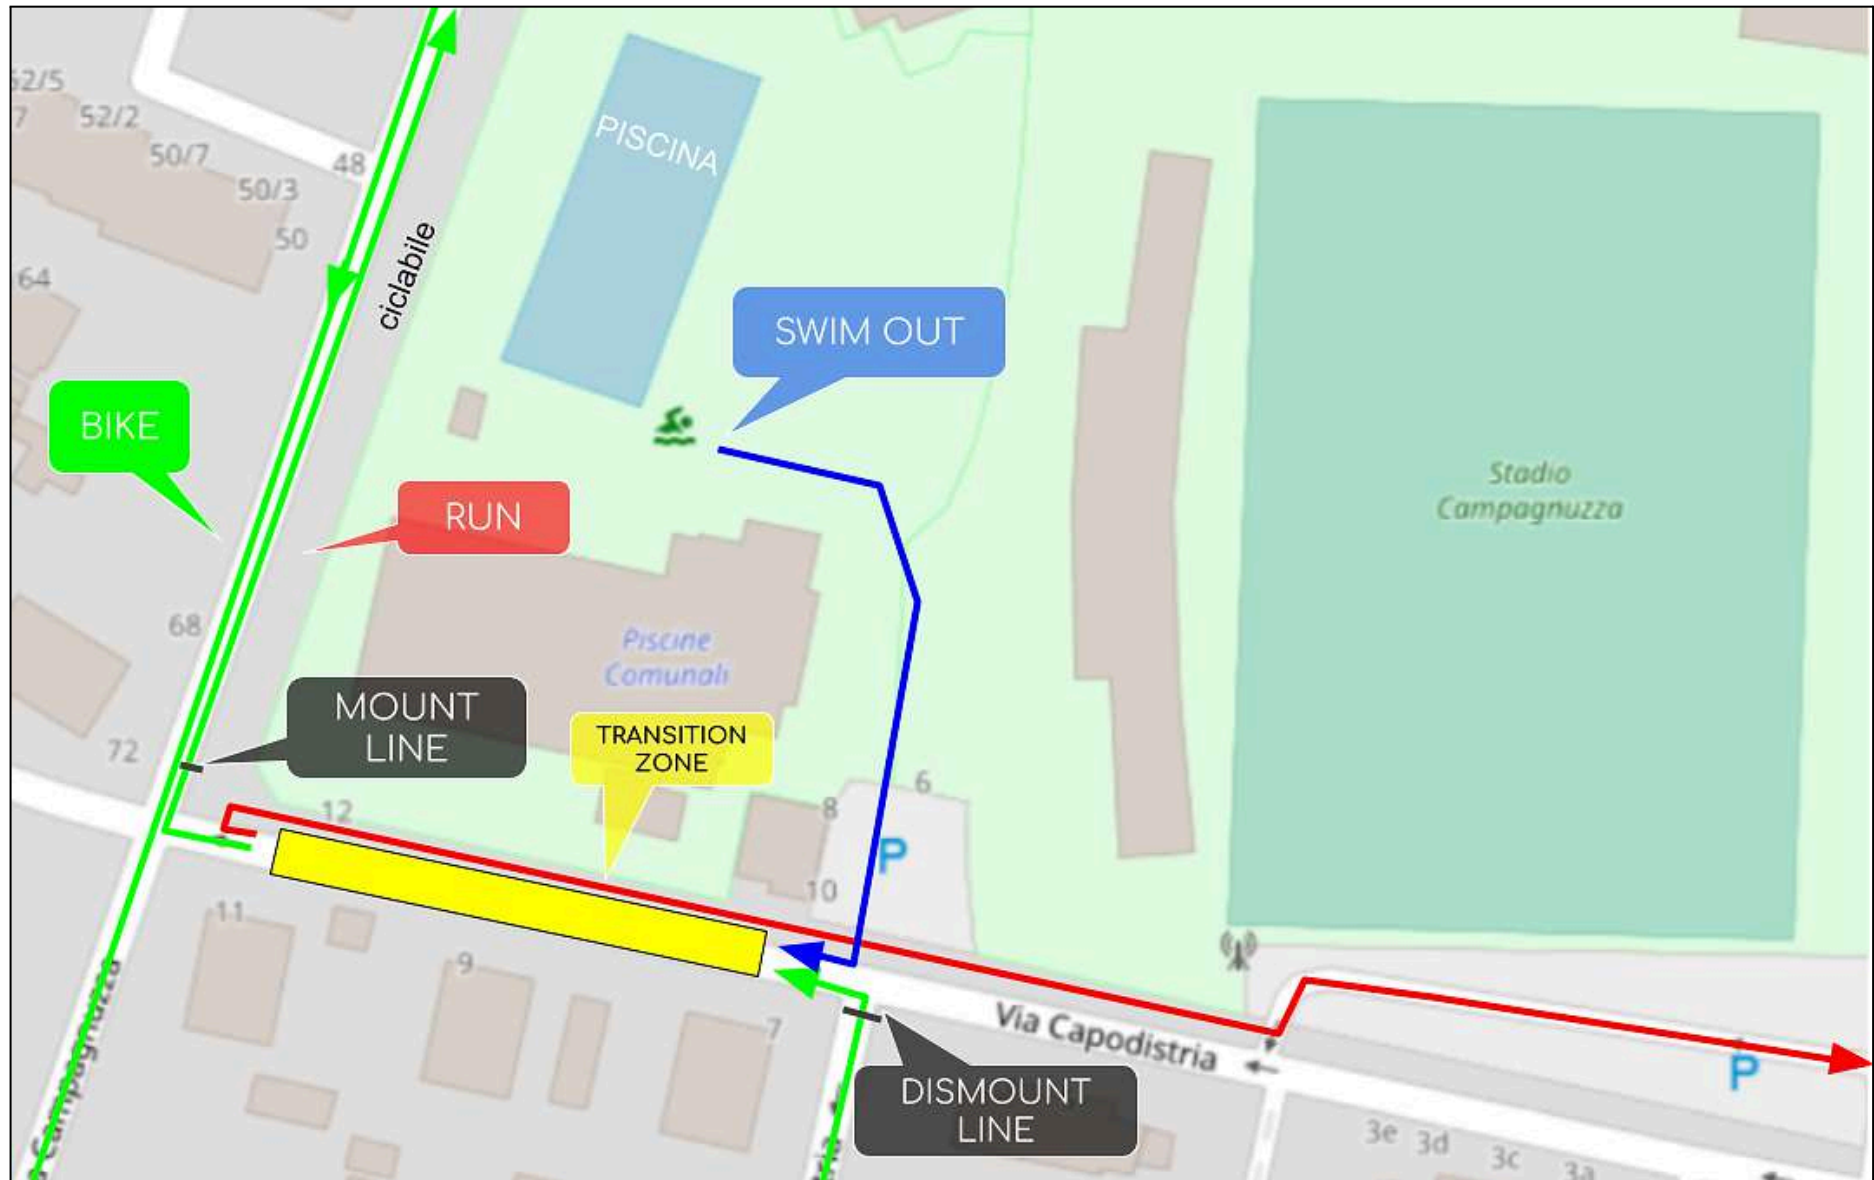 52/5
7
52/2
50/7
50/3
50
48
64
PISCINA
ciclabile
SWIM OUT
BIKE
RUN
Stadio
Campagnuzza
68
Piscine
Comunali
MOUNT
LINE
72
TRANSITION
ZONE
12
6
8
P
10
11
9
7
Campagnuzza
Via Capodistria
P
DISMOUNT
LINE
3e
3d
3c
3a